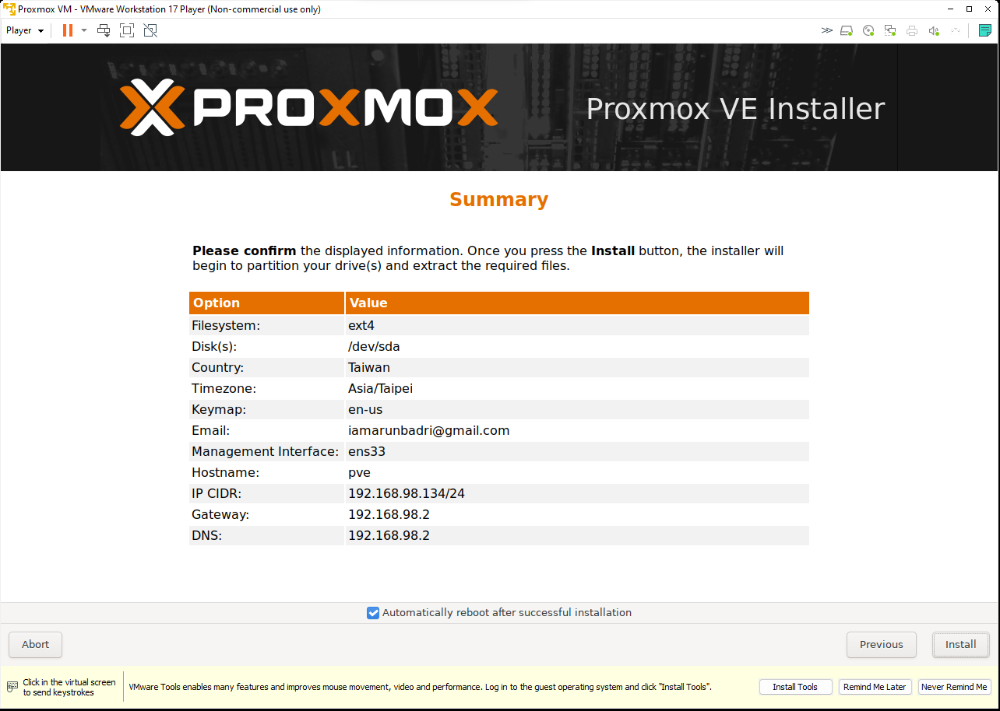 Proxmox VM - VMware Workstation 17 Player (Non-commercial use only)
Player
PROXMOX
Proxmox VE Installer
Summary
Please confirm the displayed information. Once you press the Install button, the installer will
begin to partition your drive(s) and extract the required files.
Option Value
Filesystem: ext4
Disk(s): /dev/sda
Country: Taiwan
Timezone: Asia/Taipei
Keymap: en-us
Email: iamarunbadri@gmail.com
Management Interface: ens33
Hostname: pve
IP CIDR: 192.168.98.134/24
Gateway: 192.168.98.2
DNS: 192.168.98.2
Automatically reboot after successful installation
Abort Previous Install
Click in the virtual screen
to send keystrokes
VMware Tools enables many features and improves mouse movement, video and performance. Log in to the guest operating system and click "Install Tools".
Install Tools Remind Me Later Never Remind Me